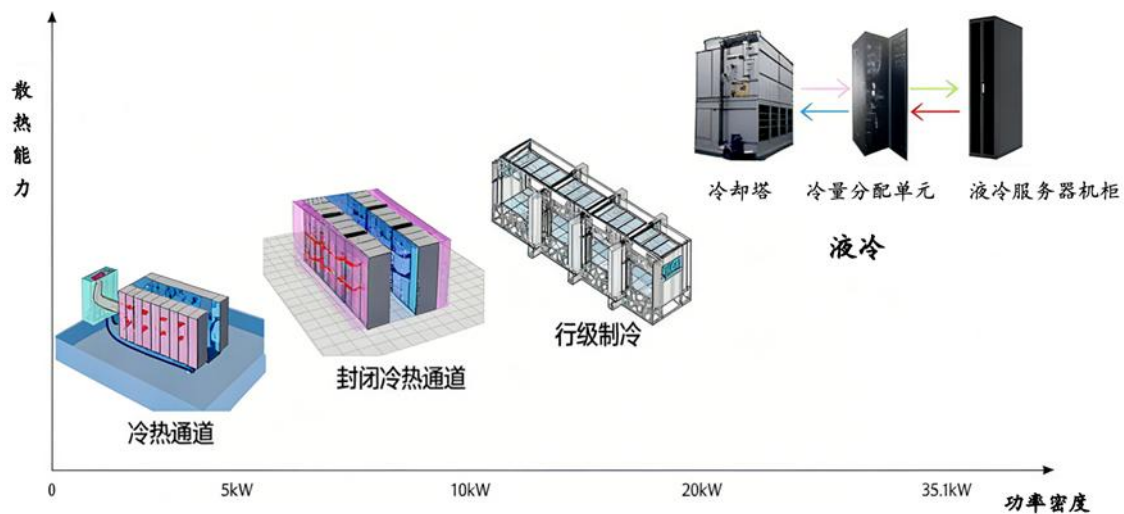 散热能力
冷却塔
冷量分配单元
液冷服务器机柜
液冷
行级制冷
封闭冷热通道
冷热通道
0
5kW
10kW
20kW
35.1kW
功率密度